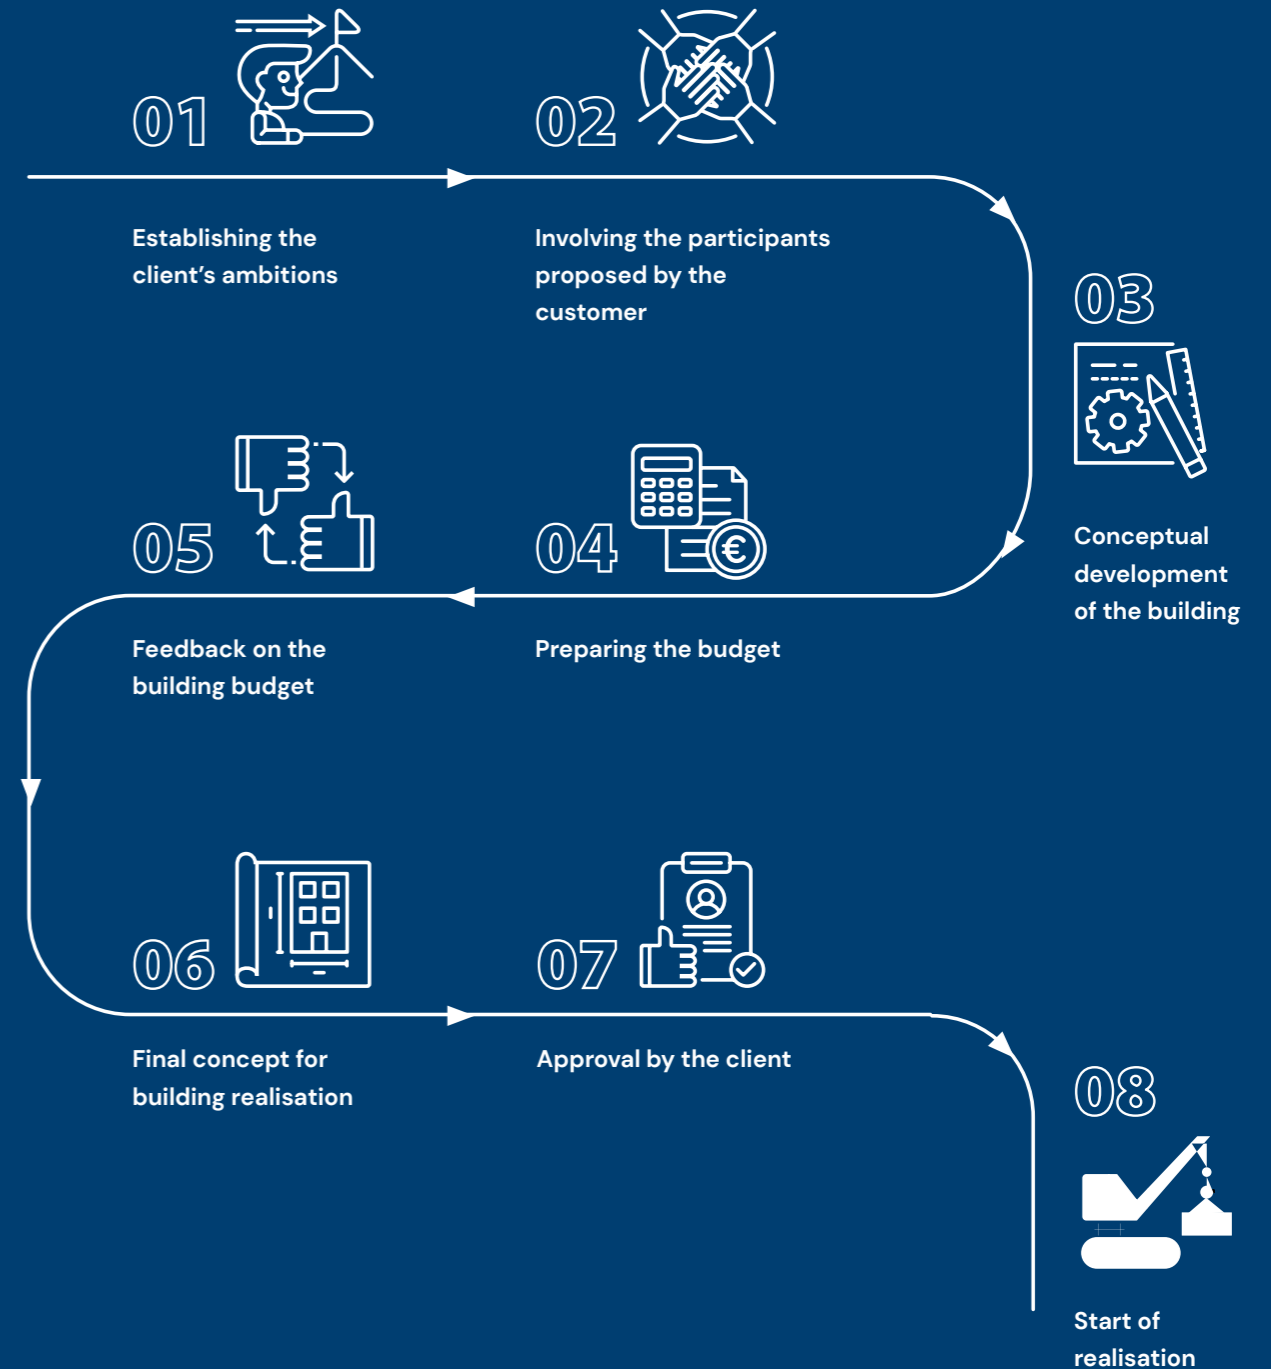 01
Establishing the
client's ambitions
02
Involving the participants
proposed by the
customer
03
Conceptual
development
of the building
04
€
Preparing the budget
05
Feedback on the
building budget
06
Final concept for
building realisation
07
Approval by the client
08
Start of
realisation